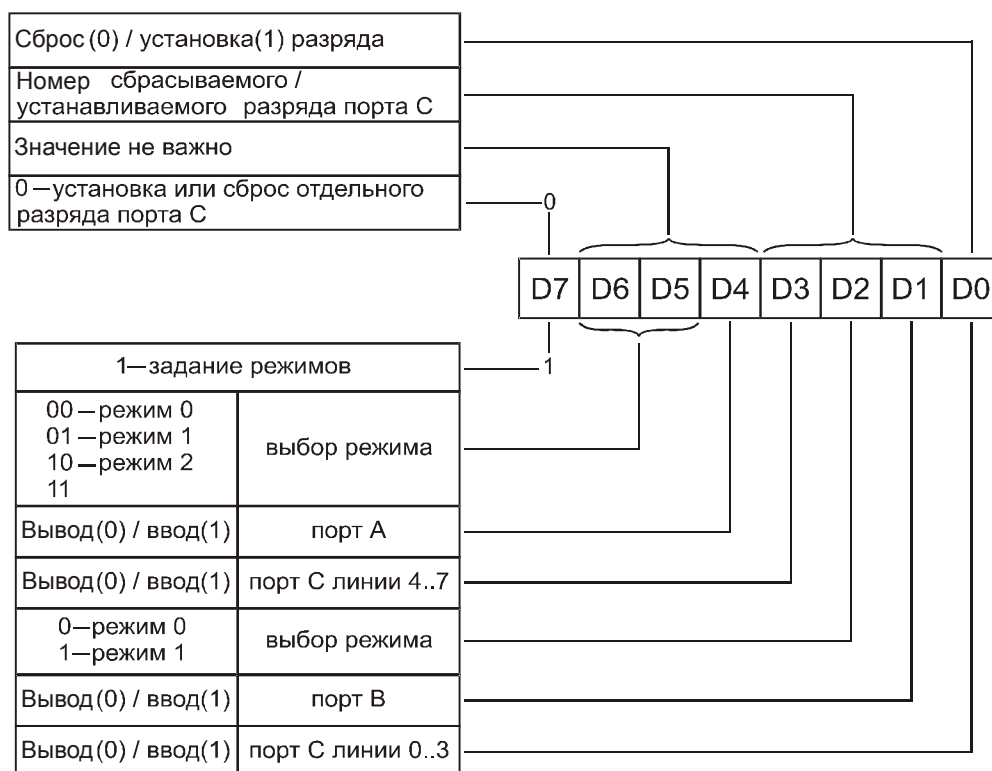 Сброс (0) / установка(1) разряда
Номер сбрасываемого /
устанавливаемого разряда порта С
Значение не важно
0—установка или сброс отдельного
разряда порта С
0
D7 D6 D5 D4 D3 D2 D1 D0
1—задание режимов
1
00—режим 0
01—режим 1
10—режим 2
11
выбор режима
Вывод(0) / ввод(1) порт А
Вывод(0) / ввод(1) порт С линии 4..7
0—режим 0
1—режим 1
выбор режима
Вывод(0) / ввод(1) порт В
Вывод(0) / ввод(1) порт С линии 0..3